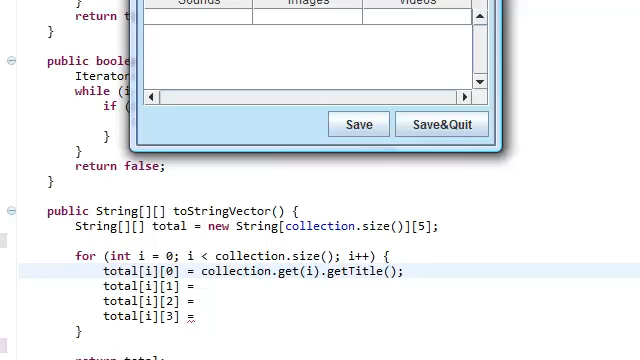 }
return t
}
public boole
Iterator
while (i
if (
}
}
return false;
}
Sounds Images Videos
Save Save&Quit
public String[][] toStringVector() {
String[][] total = new String[collection.size()][5];
for (int i = 0; i < collection.size(); i++) {
total[i][0] = collection.get(i).getTitle();
total[i][1] =
total[i][2] =
total[i][3] =
}
return total;